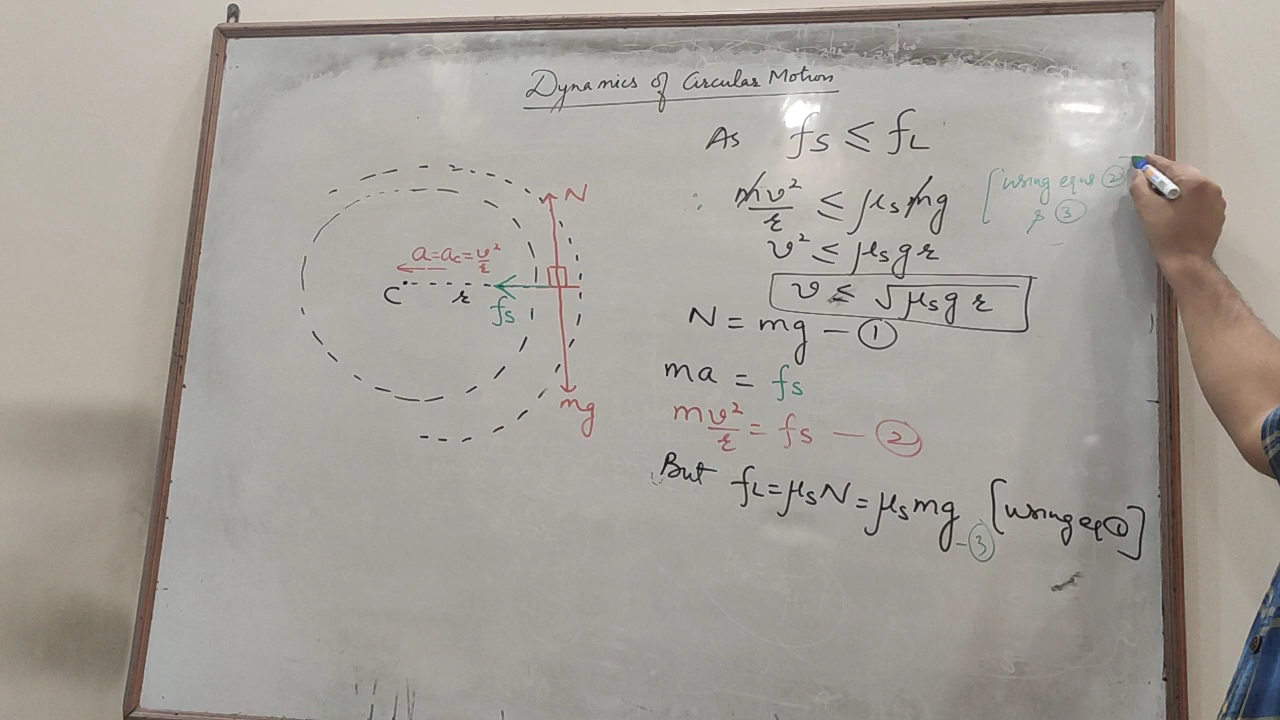 Dynamics of Circular Motion
N
a=ac=v²/r
C
r
fs
mg
As fs ≤ fL
∴ mv²/r ≤ μs mg [using eqns ②
& ③
v² ≤ μs g r
v ≤ √μs g r
N = mg — ①
ma = fs
mv²/r = fs — ②
But fL = μs N = μs mg [using eq ①]
- ③